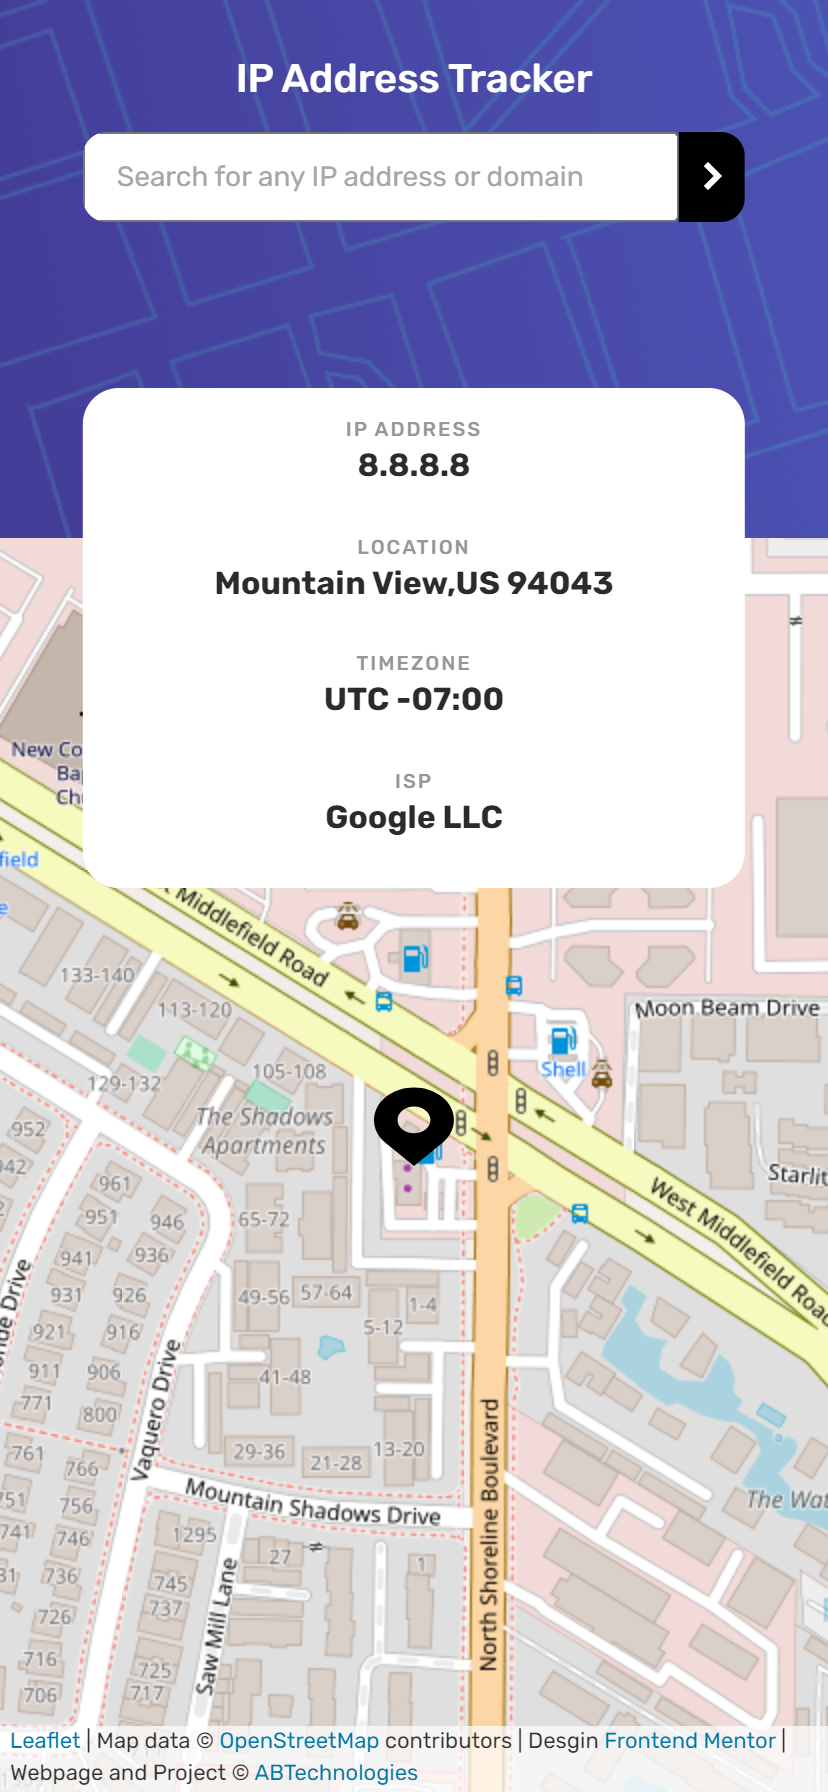 IP Address Tracker
Search for any IP address or domain
IP ADDRESS
8.8.8.8
LOCATION
Mountain View,US 94043
TIMEZONE
UTC -07:00
ISP
Google LLC
New Co
Ba
Ch
field
e
Middlefield Road
133-140
113-120
Moon Beam Drive
105-108
Shell
129-132
The Shadows
Apartments
952
942
961
951
946
Starlit
65-72
West Middlefield Road
941
936
931
926
49-56
57-64
1-4
921
916
5-12
911
906
41-48
771
800
Vaquero Drive
761
766
29-36
21-28
13-20
751
756
Mountain Shadows Drive
North Shoreline Boulevard
The Wat
741
746
1295
27
1
31
736
745
737
726
Saw Mill Lane
716
725
706
717
Leaflet | Map data © OpenStreetMap contributors | Desgin Frontend Mentor |
Webpage and Project © ABTechnologies